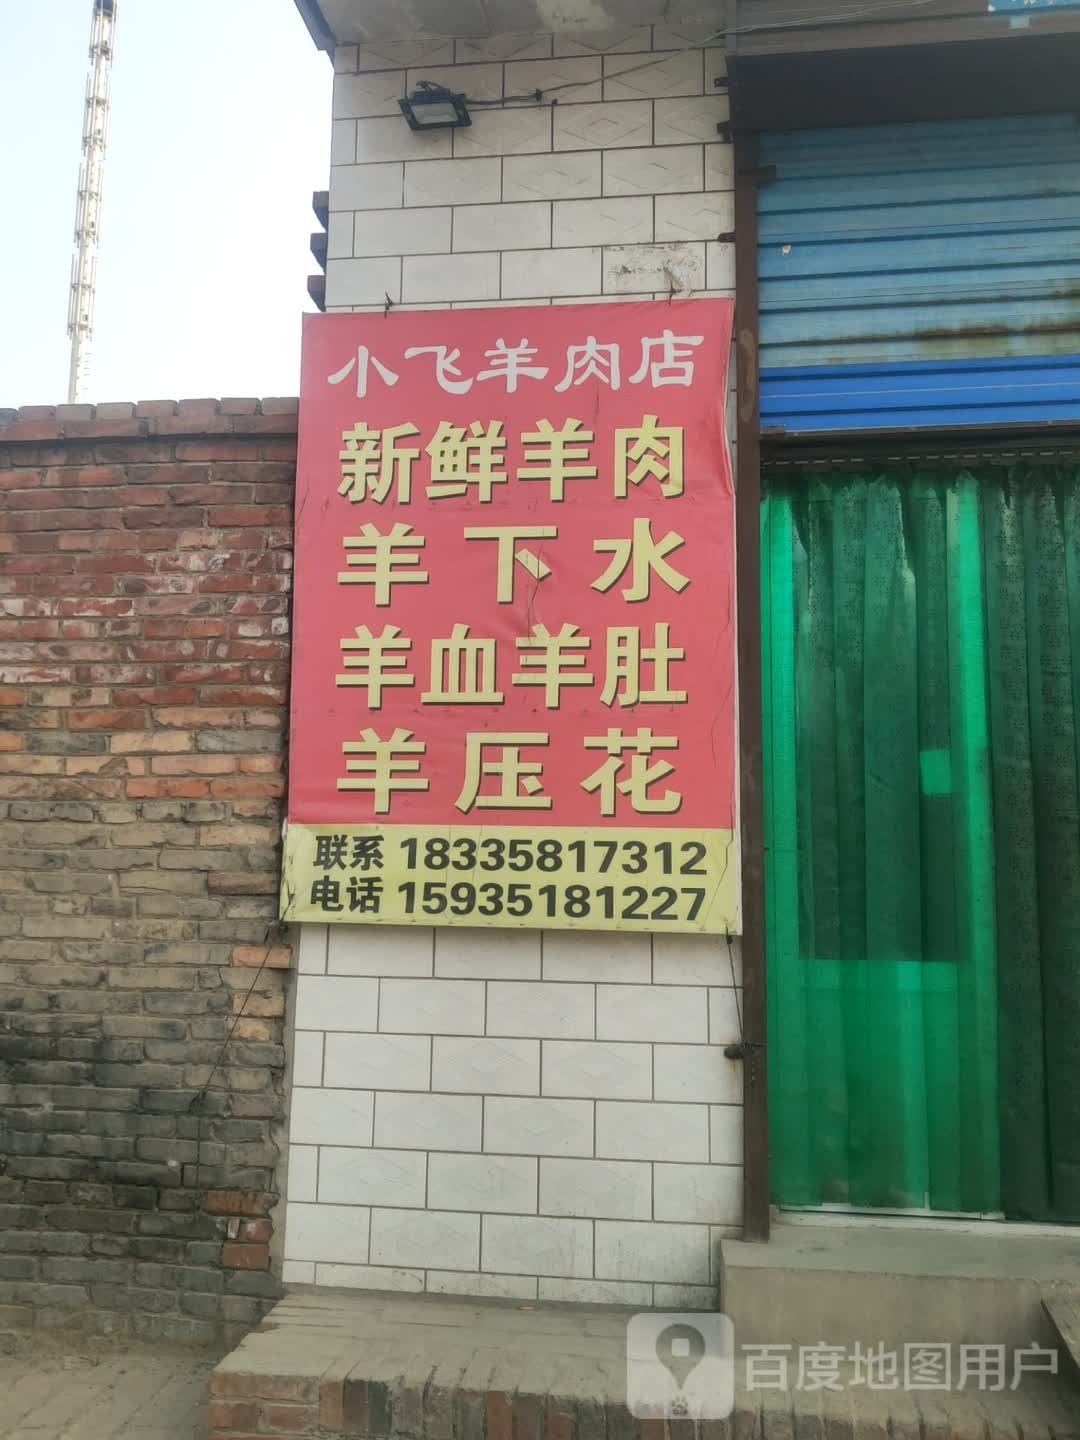 小飞羊肉店
新鲜羊肉
羊下水
羊血羊肚
羊压花
联系 18335817312
电话 15935181227
百度地图用户